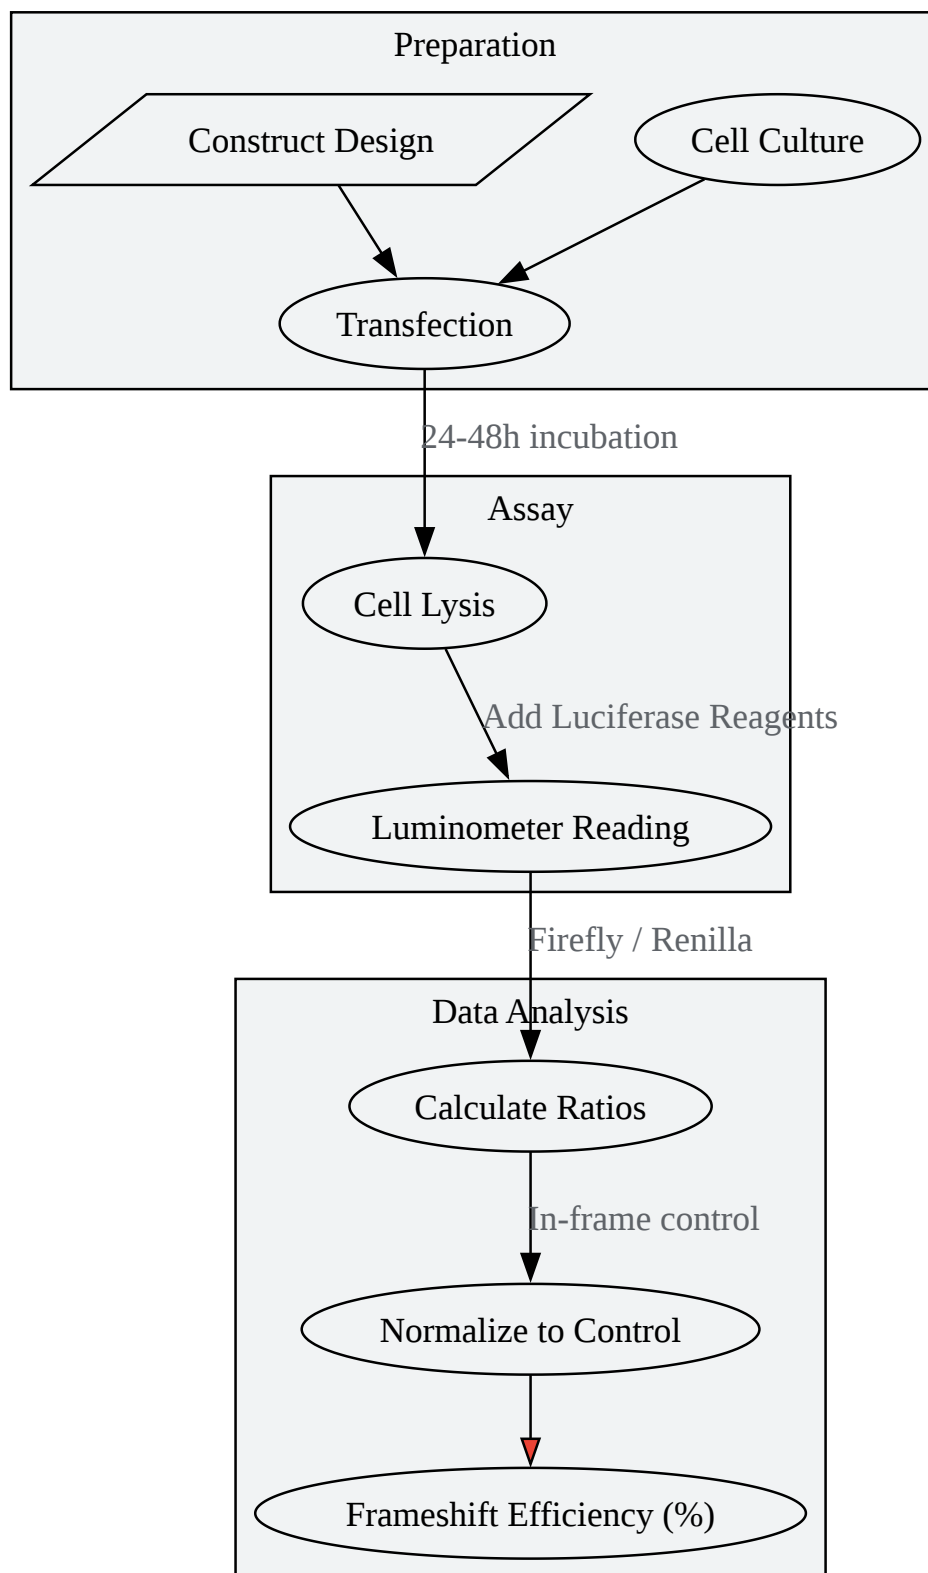 Preparation
Construct Design
Cell Culture
Transfection
24-48h incubation
Assay
Cell Lysis
Add Luciferase Reagents
Luminometer Reading
Firefly / Renilla
Data Analysis
Calculate Ratios
In-frame control
Normalize to Control
Frameshift Efficiency (%)